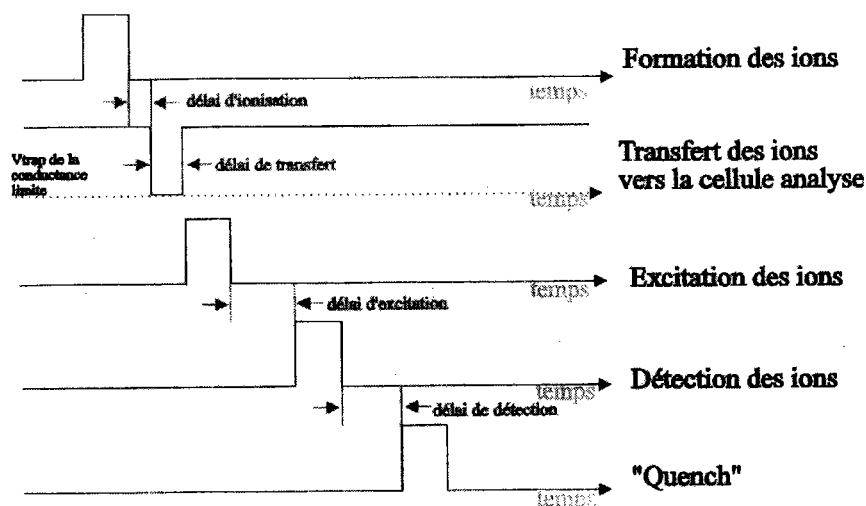 Formation des ions
temps
délai d'ionisation
Vtrap de la
conductance
limite
délai de transfert
Transfert des ions
vers la cellule analyse
temps
Excitation des ions
temps
délai d'excitation
Détection des ions
temps
délai de détection
"Quench"
temps